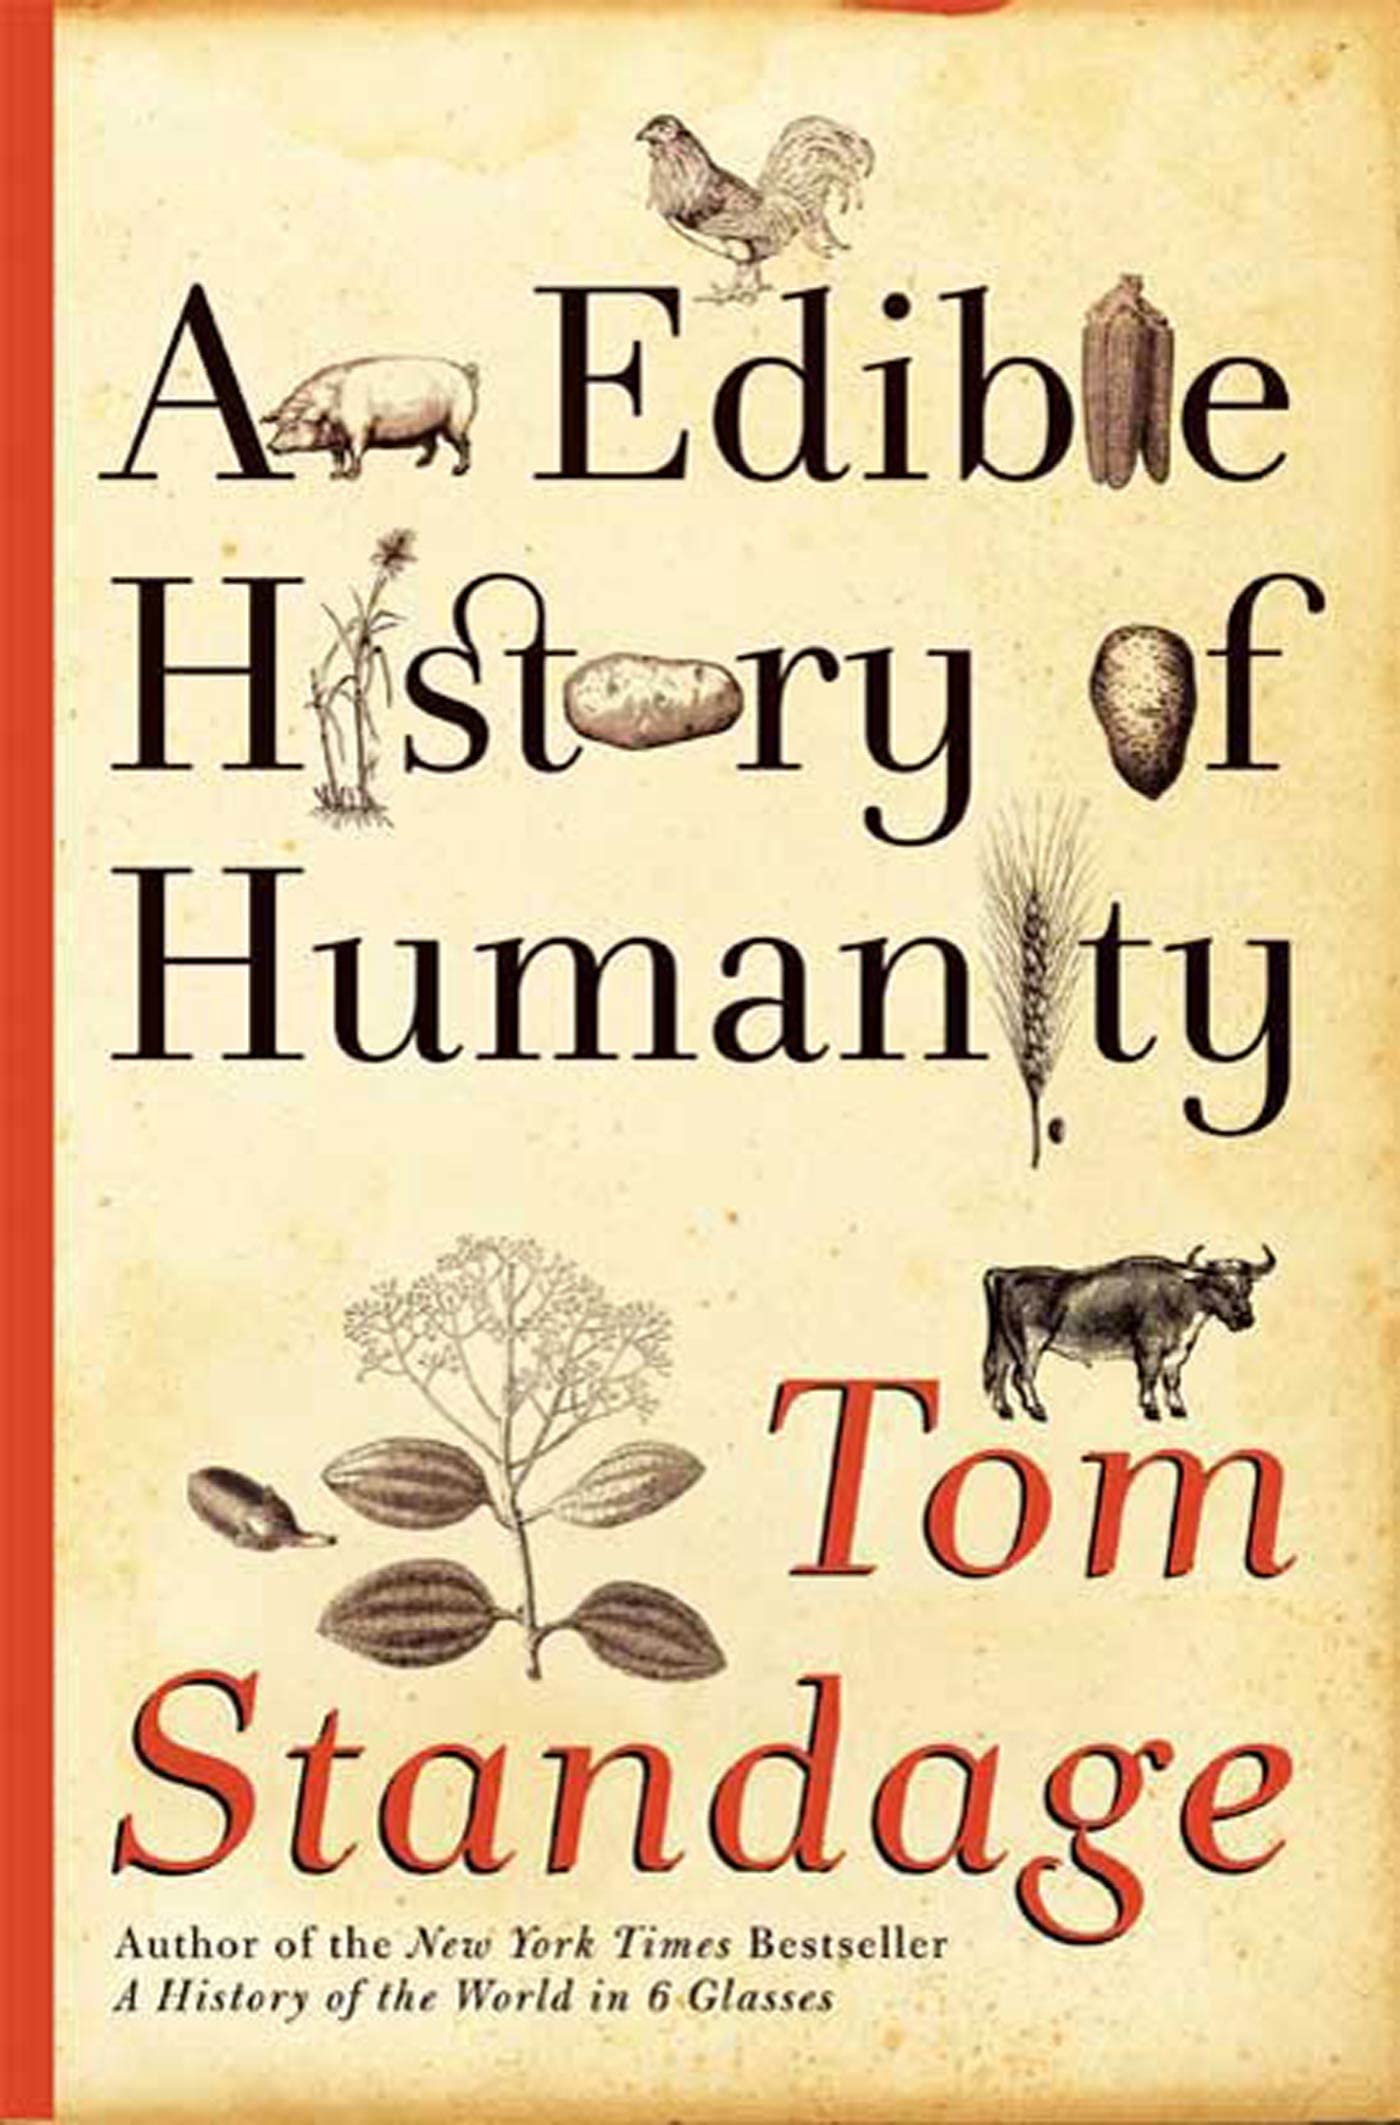 An Edible
History of
Humanity
Tom
Standage
Author of the New York Times Bestseller
A History of the World in 6 Glasses